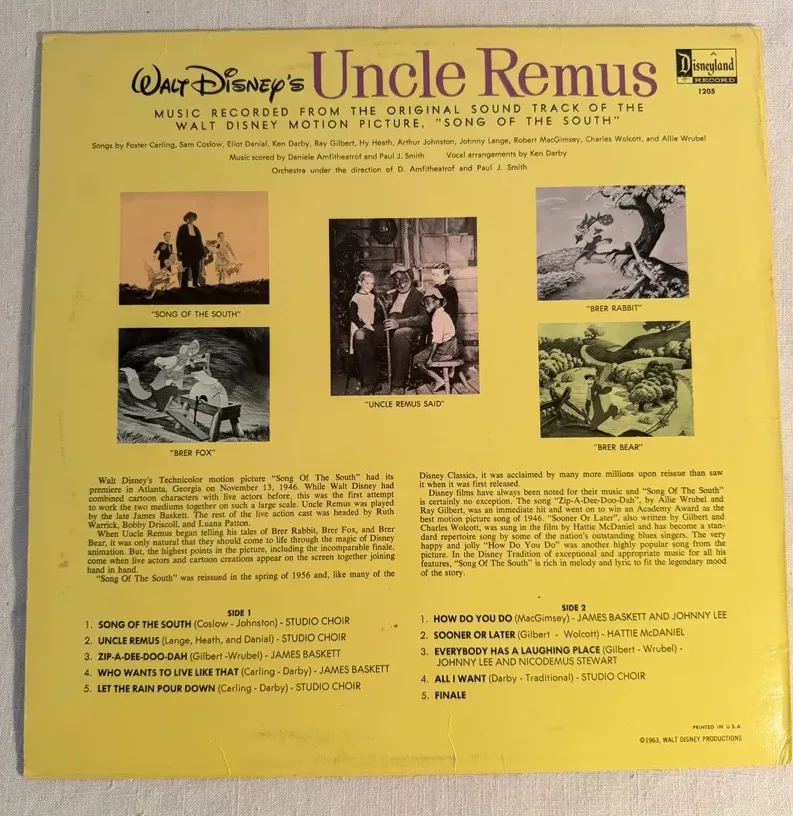 WALT DISNEY'S Uncle Remus
Disneyland
RECORD
1205
MUSIC RECORDED FROM THE ORIGINAL SOUND TRACK OF THE
WALT DISNEY MOTION PICTURE, "SONG OF THE SOUTH"
Songs by Foster Carling, Sam Coslow, Eliot Danial, Ken Darby, Ray Gilbert, Hy Heath, Arthur Johnston, Johnny Lange, Robert MacGimsey, Charles Wolcott, and Allie Wrubel
Music scored by Daniele Amfitheatrof and Paul J. Smith Vocal arrangements by Ken Darby
Orchestra under the direction of D. Amfitheatrof and Paul J. Smith
"SONG OF THE SOUTH"
"BRER RABBIT"
"UNCLE REMUS SAID"
"BRER FOX"
"BRER BEAR"
Walt Disney's Technicolor motion picture "Song Of The South" had its
premiere in Atlanta, Georgia on November 13, 1946. While Walt Disney had
combined cartoon characters with live actors before, this was the first attempt
to work the two mediums together on such a large scale. Uncle Remus was played
by the late James Baskett. The rest of the live action cast was headed by Ruth
Warrick, Bobby Driscoll, and Luana Patton.
When Uncle Remus began telling his tales of Brer Rabbit, Brer Fox, and Brer
Bear, it was only natural that they should come to life through the magic of Disney
animation. But, the highest points in the picture, including the incomparable finale,
come when live actors and cartoon creations appear on the screen together joining
hand in hand.
"Song Of The South" was reissued in the spring of 1956 and, like many of the
Disney Classics, it was acclaimed by many more millions upon reissue than saw
it when it was first released.
Disney films have always been noted for their music and "Song Of The South"
is certainly no exception. The song "Zip-A-Dee-Doo-Dah", by Allie Wrubel and
Ray Gilbert, was an immediate hit and went on to win an Academy Award as the
best motion picture song of 1946. "Sooner Or Later", also written by Gilbert and
Charles Wolcott, was sung in the film by Hattie McDaniel and has become a stan-
dard repertoire song by some of the nation's outstanding blues singers. The very
happy and jolly "How Do You Do" was another highly popular song from the
picture. In the Disney Tradition of exceptional and appropriate music for all his
features, "Song Of The South" is rich in melody and lyric to fit the legendary mood
of the story.
SIDE 1
1. SONG OF THE SOUTH (Coslow - Johnston) - STUDIO CHOIR
2. UNCLE REMUS (Lange, Heath, and Danial) - STUDIO CHOIR
3. ZIP-A-DEE-DOO-DAH (Gilbert -Wrubel) - JAMES BASKETT
4. WHO WANTS TO LIVE LIKE THAT (Carling - Darby) - JAMES BASKETT
5. LET THE RAIN POUR DOWN (Carling - Darby) - STUDIO CHOIR
SIDE 2
1. HOW DO YOU DO (MacGimsey) - JAMES BASKETT AND JOHNNY LEE
2. SOONER OR LATER (Gilbert - Wolcott) - HATTIE McDANIEL
3. EVERYBODY HAS A LAUGHING PLACE (Gilbert - Wrubel) -
JOHNNY LEE AND NICODEMUS STEWART
4. ALL I WANT (Darby - Traditional) - STUDIO CHOIR
5. FINALE
PRINTED IN U.S.A.
©1963, WALT DISNEY PRODUCTIONS